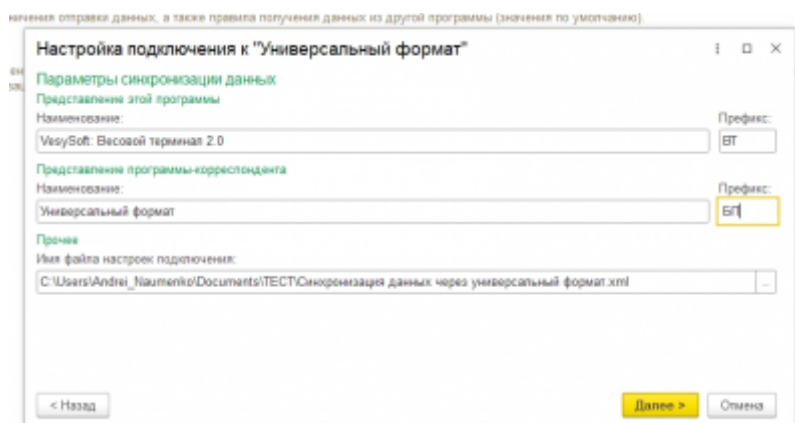 ничения отправки данных, а также правила получения данных из другой программы (значения по умолчанию).
Настройка подключения к "Универсальный формат"
Параметры синхронизации данных
Представление этой программы
Наименование: Префикс:
VesySoft: Весовой терминал 2.0 ВТ
Представление программы-корреспондента
Наименование: Префикс:
Универсальный формат БП
Прочее
Имя файла настроек подключения:
C:\Users\Andrei_Naumenko\Documents\ТЕСТ\Синхронизация данных через универсальный формат.xml ...
< Назад Далее > Отмена